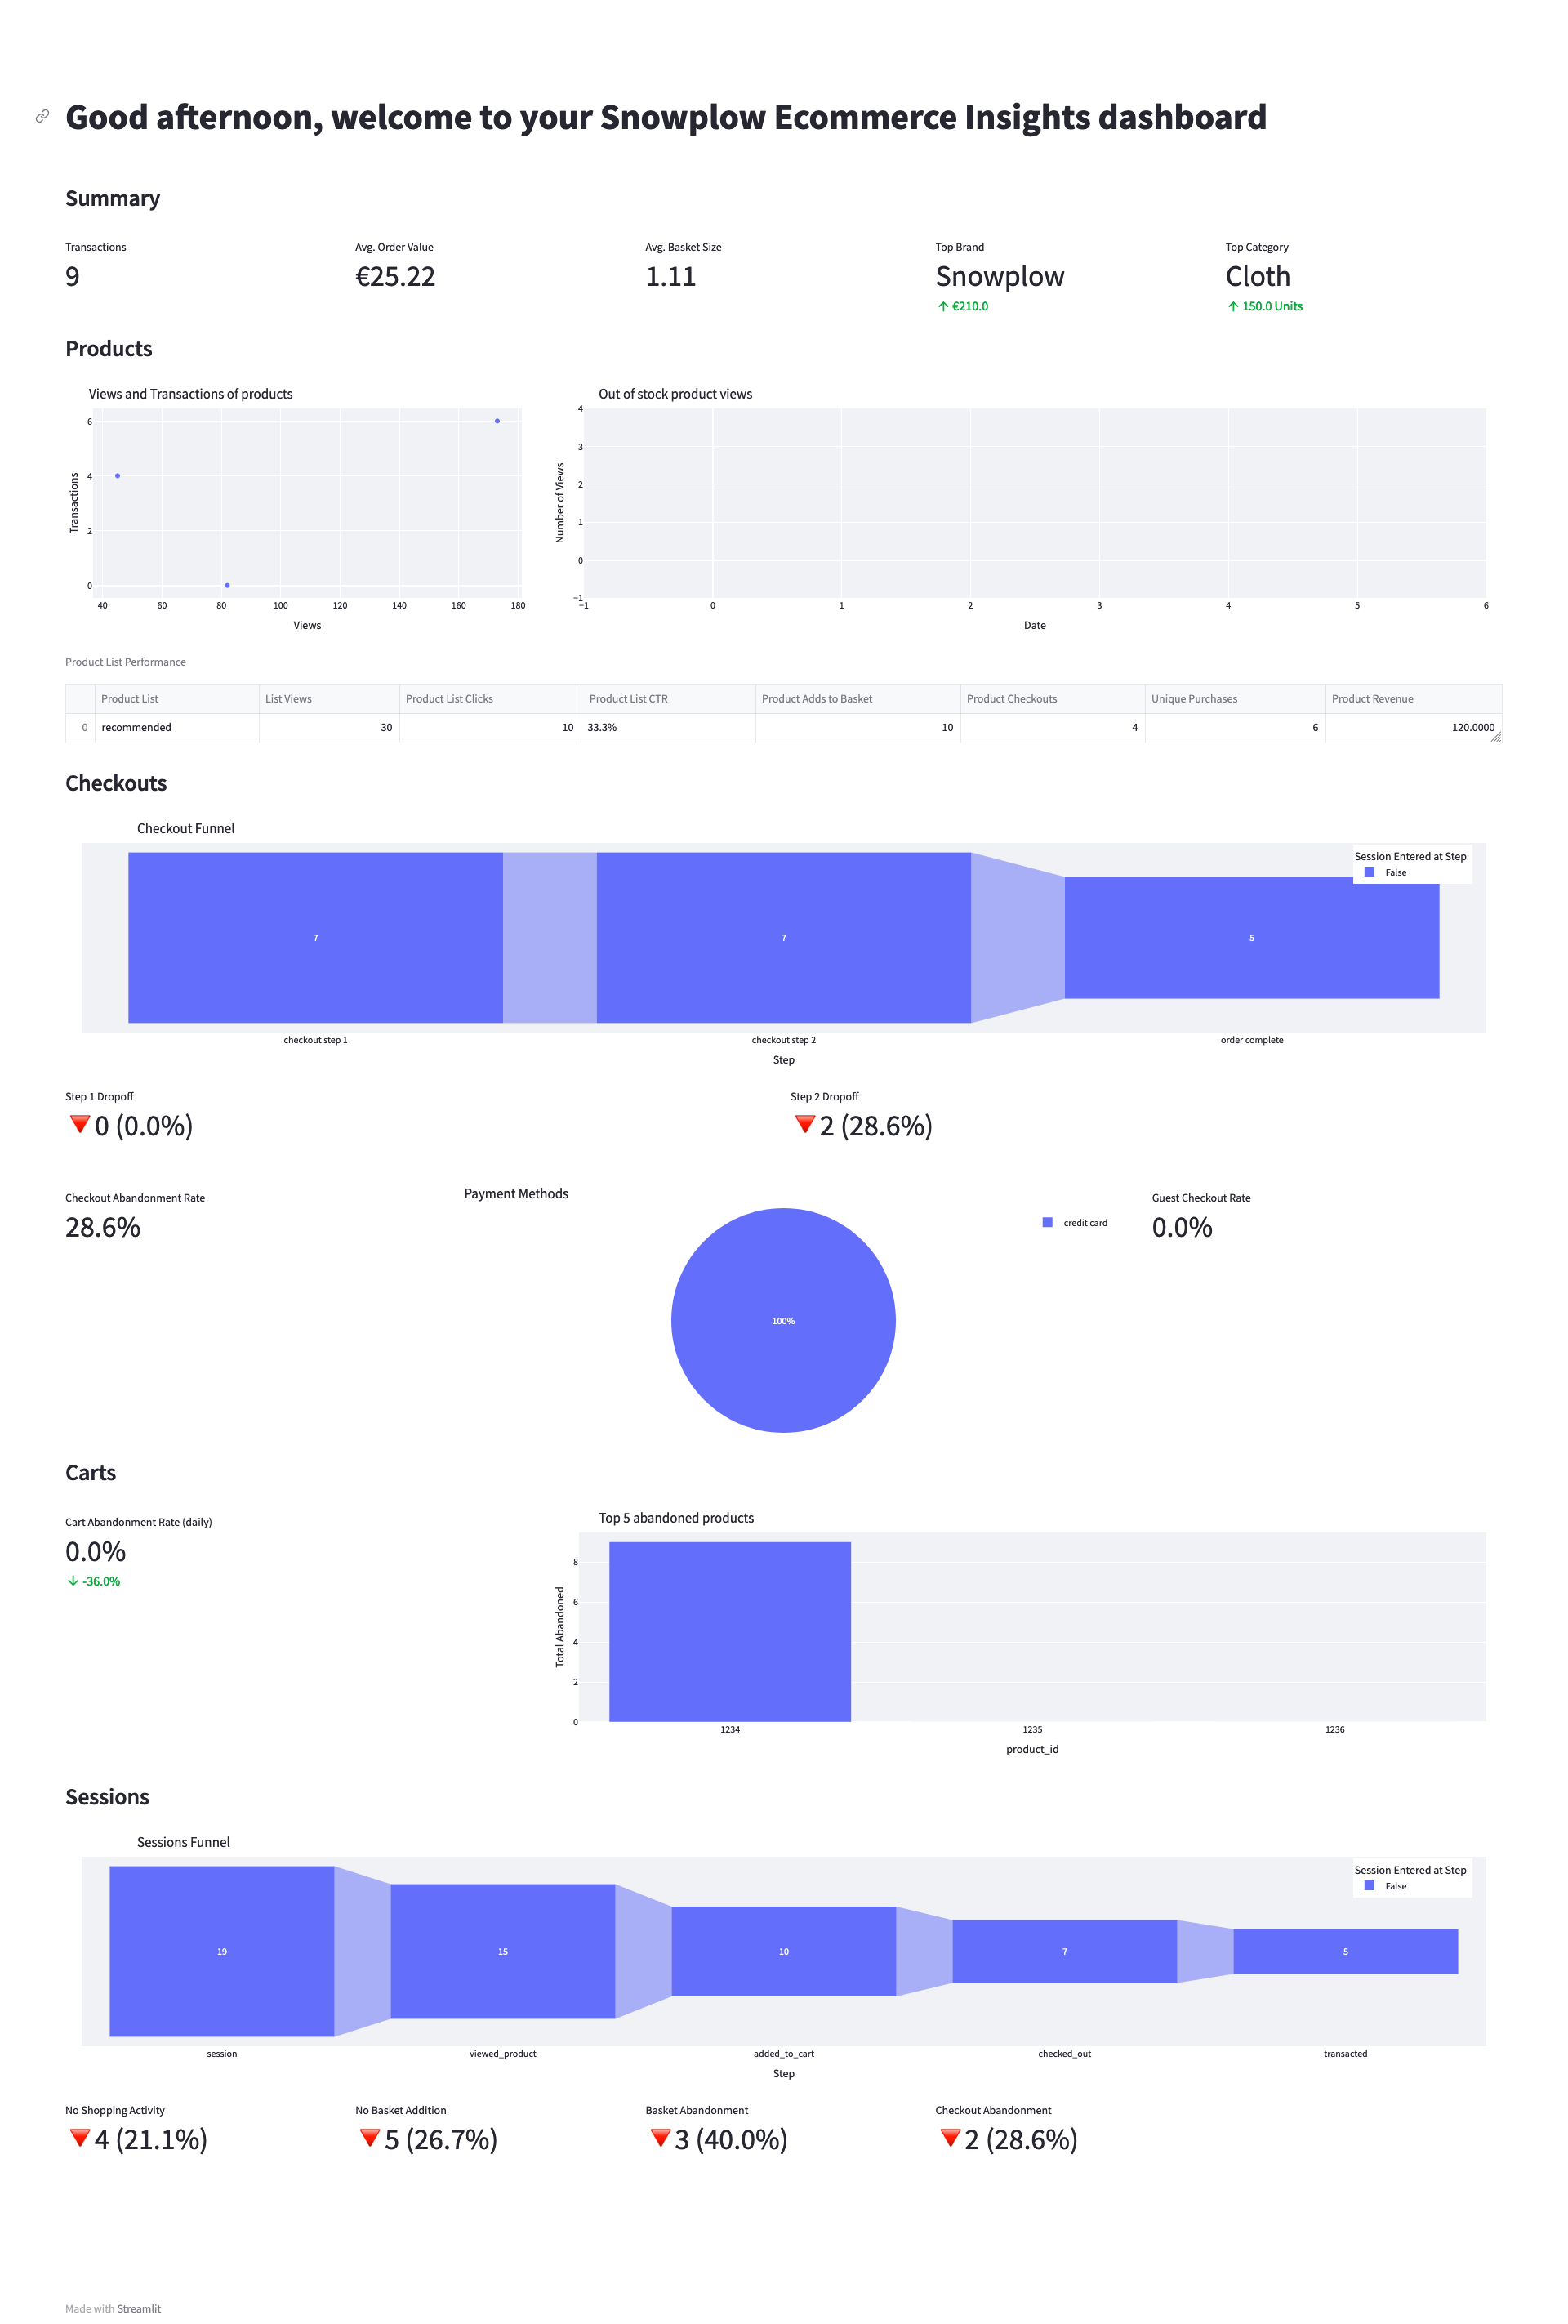 Good afternoon, welcome to your Snowplow Ecommerce Insights dashboard
Summary
Transactions
9
Avg. Order Value
€25.22
Avg. Basket Size
1.11
Top Brand
Snowplow
€210.0
Top Category
Cloth
150.0 Units
Products
Views and Transactions of products
6
4
2
0
Transactions
40 60 80 100 120 140 160 180
Views
Out of stock product views
4
3
2
1
0
−1
Number of Views
−1 0 1 2 3 4 5 6
Date
Product List Performance
Product List List Views Product List Clicks Product List CTR Product Adds to Basket Product Checkouts Unique Purchases Product Revenue
0 recommended 30 10 33.3% 10 4 6 120.0000
Checkouts
Checkout Funnel
Session Entered at Step
False
7 7 5
checkout step 1 checkout step 2 order complete
Step
Step 1 Dropoff
0 (0.0%)
Step 2 Dropoff
2 (28.6%)
Checkout Abandonment Rate
28.6%
Payment Methods
credit card
100%
Guest Checkout Rate
0.0%
Carts
Cart Abandonment Rate (daily)
0.0%
-36.0%
Top 5 abandoned products
8
6
4
2
0
Total Abandoned
1234 1235 1236
product_id
Sessions
Sessions Funnel
Session Entered at Step
False
19 15 10 7 5
session viewed_product added_to_cart checked_out transacted
Step
No Shopping Activity
4 (21.1%)
No Basket Addition
5 (26.7%)
Basket Abandonment
3 (40.0%)
Checkout Abandonment
2 (28.6%)
Made with Streamlit